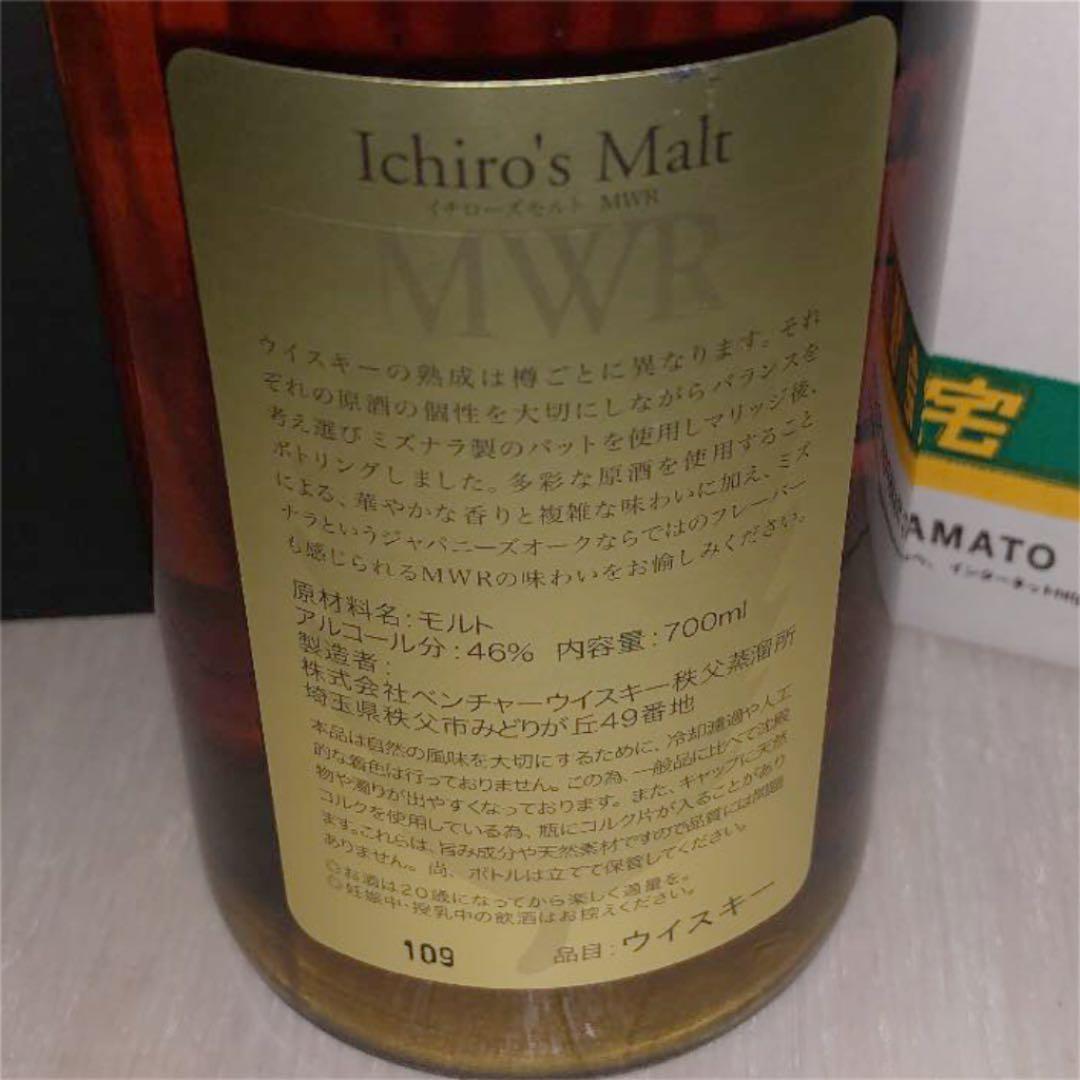 Ichiro's Malt
イチローズモルト MWR
MWR
ウイスキーの熟成は樽ごとに異なります。それ
ぞれの原酒の個性を大切にしながらバランスを
考え選びミズナラ製のバットを使用しマリッジ後、
ボトリングしました。多彩な原酒を使用すること
による、華やかな香りと複雑な味わいに加え、ミズ
ナラというジャパニーズオークならではのフレーバー
も感じられるMWRの味わいをお愉しみください。
原材料名:モルト
アルコール分:46% 内容量:700ml
製造者:
株式会社ベンチャーウイスキー秩父蒸溜所
埼玉県秩父市みどりが丘49番地
本品は自然の風味を大切にするために、冷却濾過や人工
的な着色は行っておりません。この為、一般品に比べて沈殿
物や濁りが出やすくなっております。また、キャップに天然
コルクを使用している為、瓶にコルク片が入ることがあり
ます。これらは、旨み成分や天然素材ですので品質には問題
ありません。尚、ボトルは立てて保管してください。
◎お酒は20歳になってから楽しく適量を。
◎妊娠中・授乳中の飲酒はお控えください。
109 品目:ウイスキー
宅
AMATO
インターネット